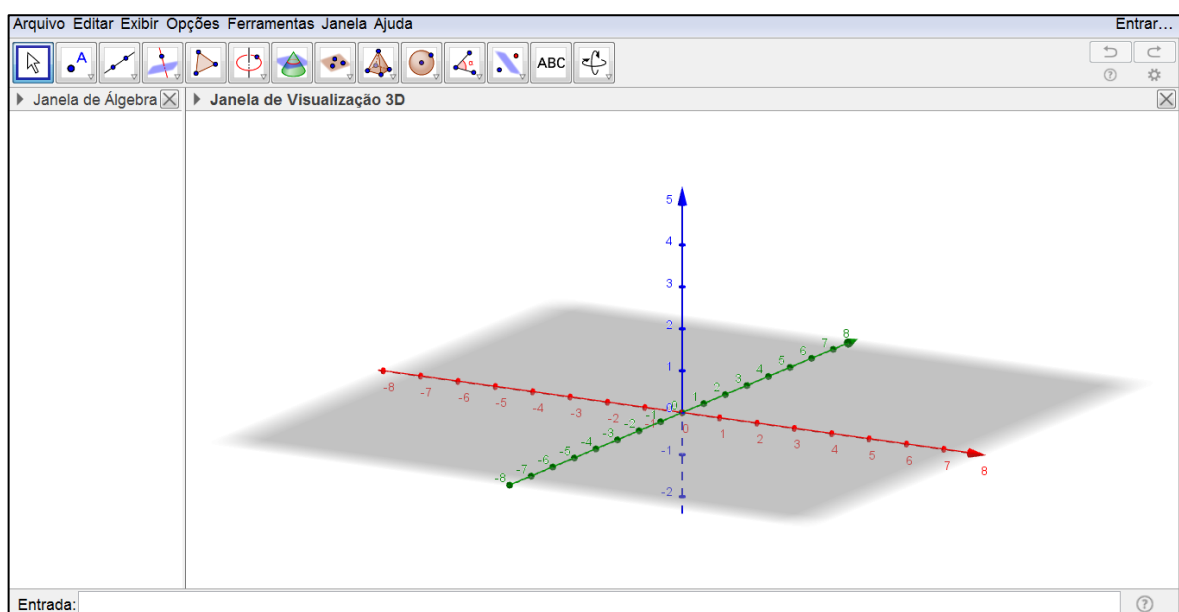 Arquivo Editar Exibir Opções Ferramentas Janela Ajuda Entrar...
A ABC
Janela de Álgebra Janela de Visualização 3D
5
4
3
2
1
0
-1
-2
-8 -7 -6 -5 -4 -3 -2 -1 0 1 2 3 4 5 6 7 8
-8 -7 -6 -5 -4 -3 -2 -1 0 1 2 3 4 5 6 7 8
Entrada: